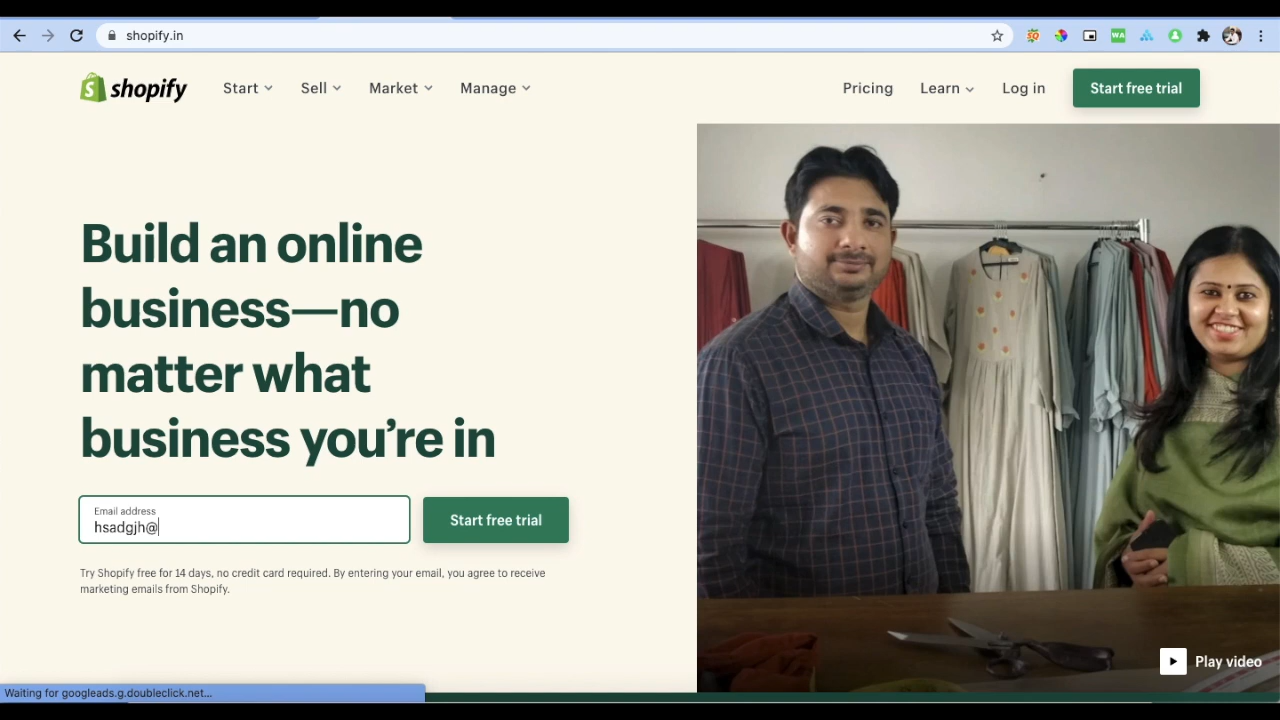 shopify.in
shopify
Start
Sell
Market
Manage
Pricing
Learn
Log in
Start free trial
Build an online
business—no
matter what
business you’re in
Email address
hsadgjh@
Start free trial
Try Shopify free for 14 days, no credit card required. By entering your email, you agree to receive
marketing emails from Shopify.
Play video
Waiting for googleads.g.doubleclick.net...